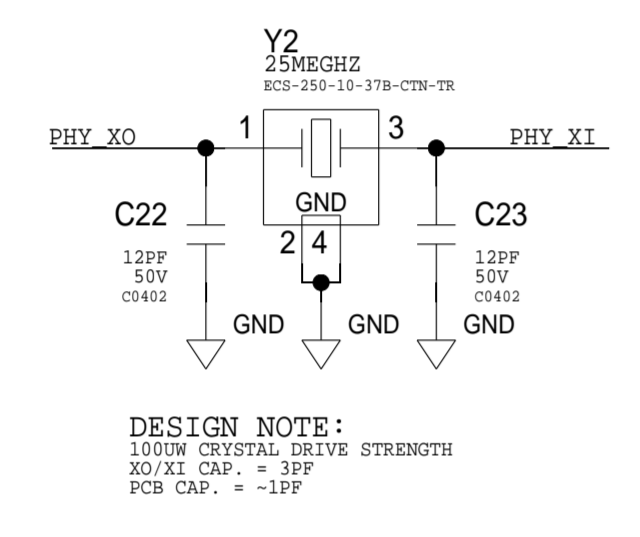 Y2
25MEGHZ
ECS-250-10-37B-CTN-TR
PHY_XO
1
3
PHY_XI
GND
C22
2 4
C23
12PF
50V
C0402
12PF
50V
C0402
GND
GND
GND
DESIGN NOTE:
100UW CRYSTAL DRIVE STRENGTH
XO/XI CAP. = 3PF
PCB CAP. = ~1PF